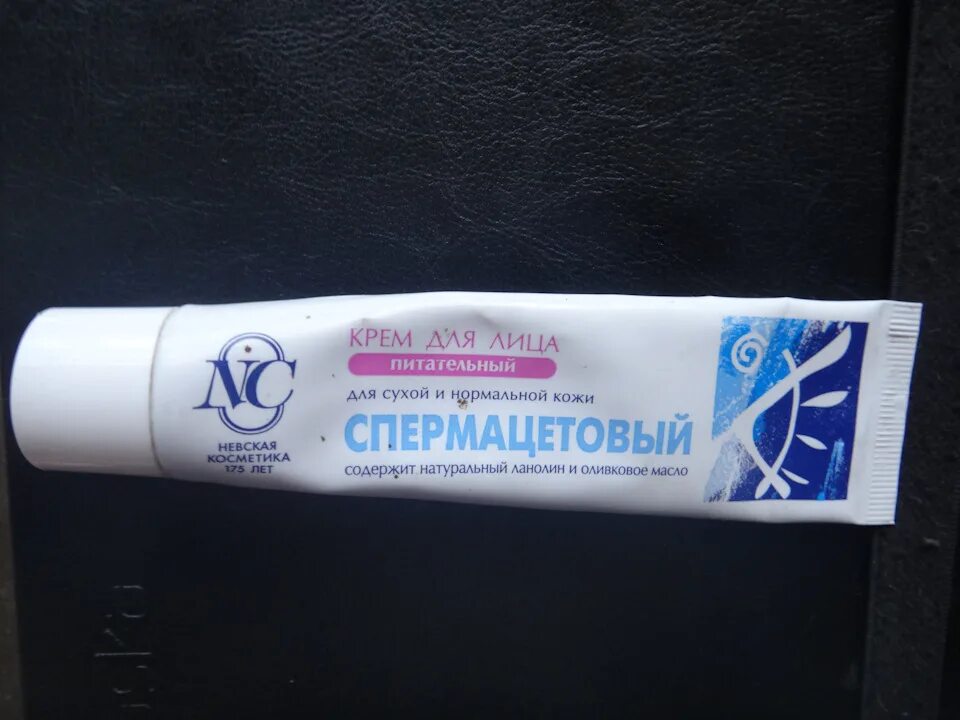 NC
НЕВСКАЯ
КОСМЕТИКА
175 ЛЕТ
КРЕМ ДЛЯ ЛИЦА
питательный
для сухой и нормальной кожи
СПЕРМАЦЕТОВЫЙ
содержит натуральный ланолин и оливковое масло